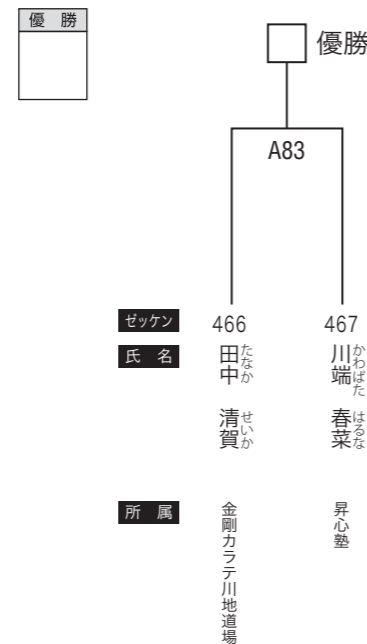 優 勝
優勝
A83
ゼッケン 466 467
氏 名
田中 清賀
たなか せいか
川端 春菜
かわばた はるな
所 属
金剛カラテ川地道場
昇心塾